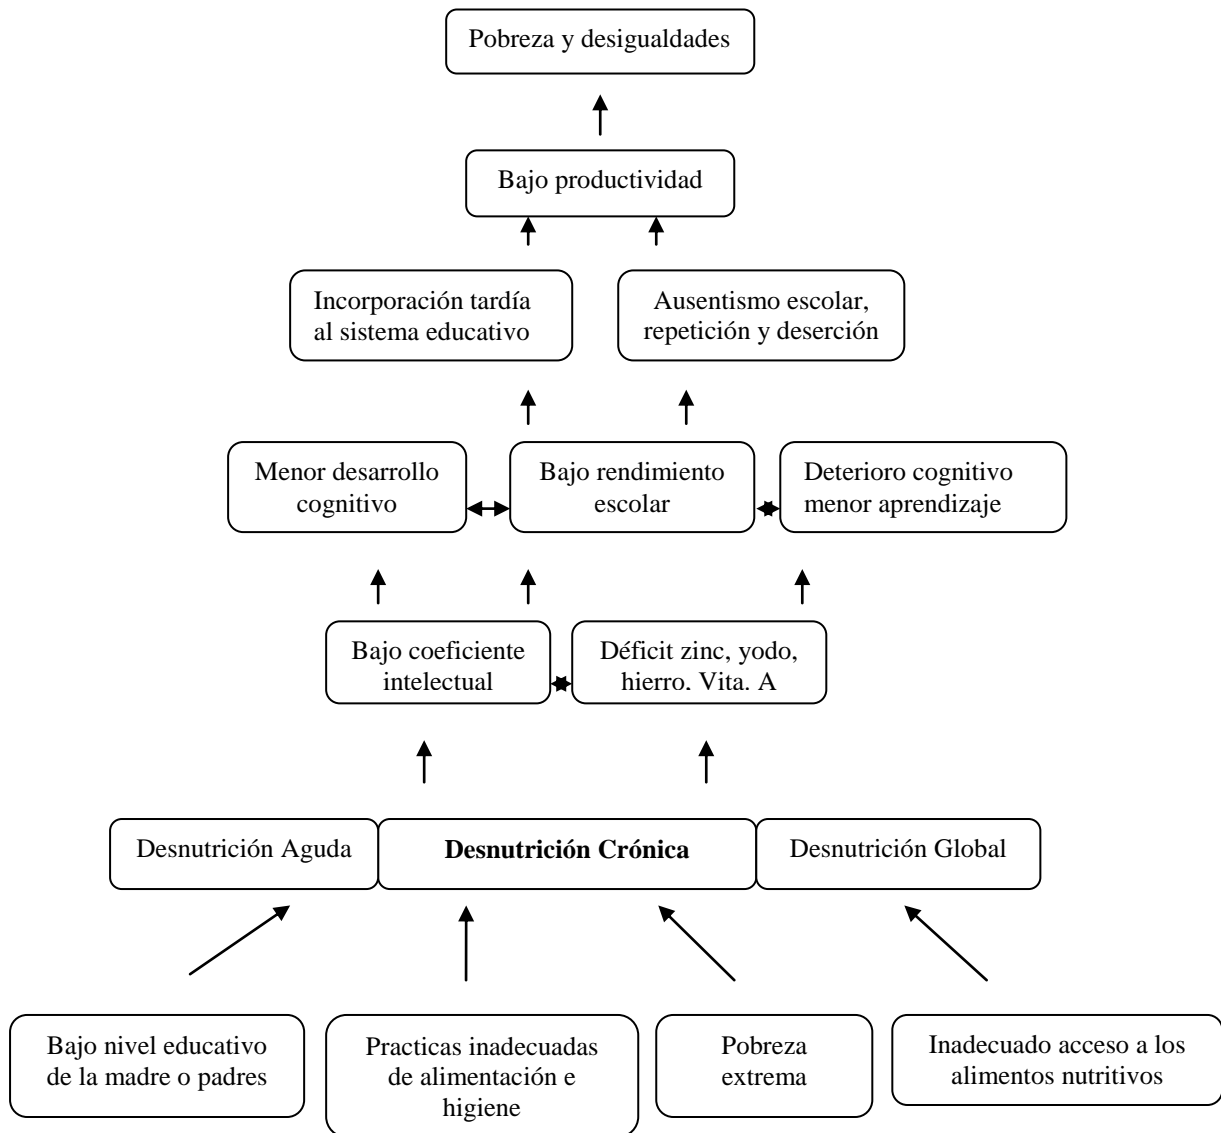 Pobreza y desigualdades
Bajo productividad
Incorporación tardía
al sistema educativo
Ausentismo escolar,
repetición y deserción
Menor desarrollo
cognitivo
Bajo rendimiento
escolar
Deterioro cognitivo
menor aprendizaje
Bajo coeficiente
intelectual
Déficit zinc, yodo,
hierro. Vita. A
Desnutrición Aguda
Desnutrición Crónica
Desnutrición Global
Bajo nivel educativo
de la madre o padres
Practicas inadecuadas
de alimentación e
higiene
Pobreza
extrema
Inadecuado acceso a los
alimentos nutritivos